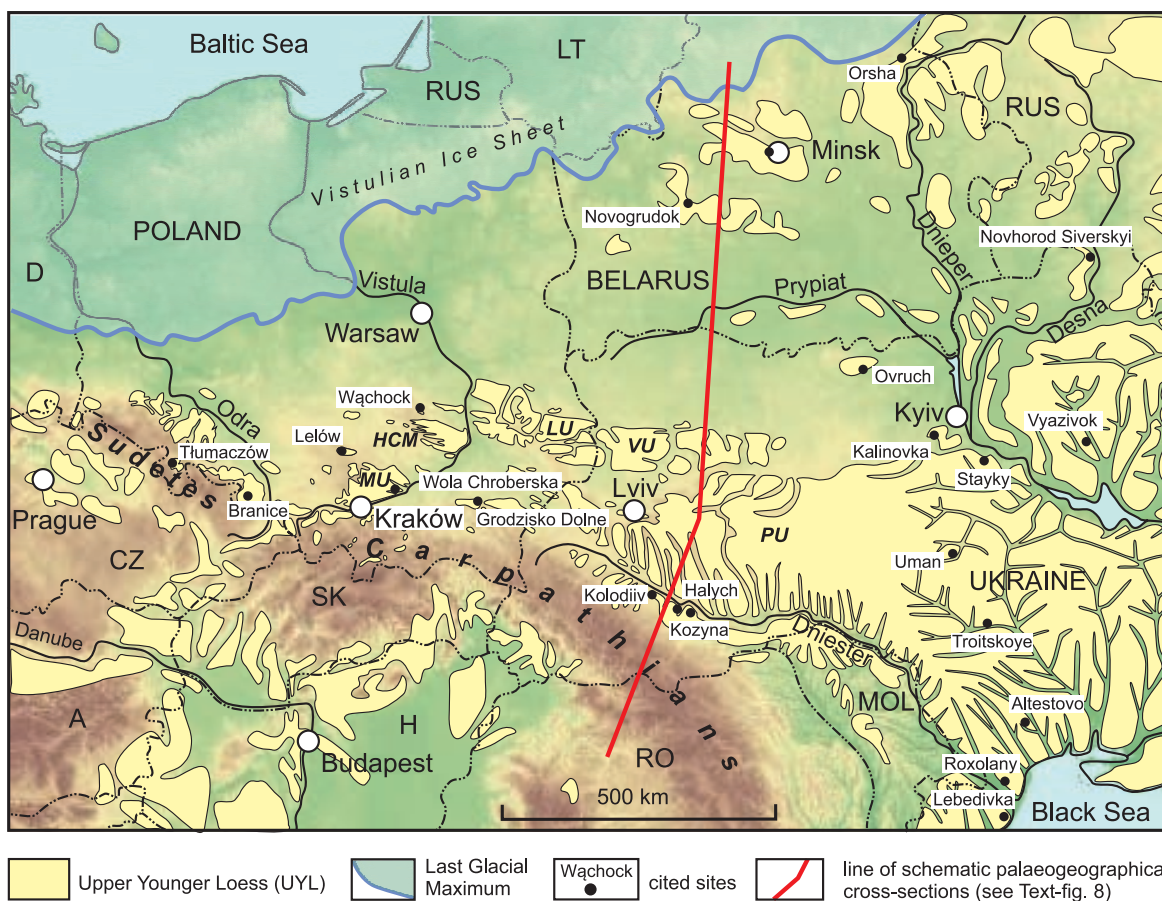 Baltic Sea
LT
RUS
Orsha
RUS
Vistulian Ice Sheet
Minsk
Novogrudok
POLAND
Novhorod Siverskyi
D
BELARUS
Dnieper
Vistula
Prypiat
Desna
Warsaw
Ovruch
Wąchock
Kyiv
Odra
HCM
LU
VU
Vyazivok
Sudetes
Lelów
Kalinovka
Tłumaczów
MU
Wola Chroberska
Stayky
Lviv
Prague
Branice
Kraków
Grodzisko Dolne
PU
CZ
Carpathians
Uman
SK
Kolodiiv
Halych
UKRAINE
Kozyna
Danube
Dniester
Troitskoye
MOL
A
H
Altestovo
Budapest
RO
Roxolany
500 km
Lebedivka
Black Sea
Upper Younger Loess (UYL)
Last Glacial
Maximum
Wąchock
cited sites
line of schematic palaeogeographica
cross-sections (see Text-fig. 8)